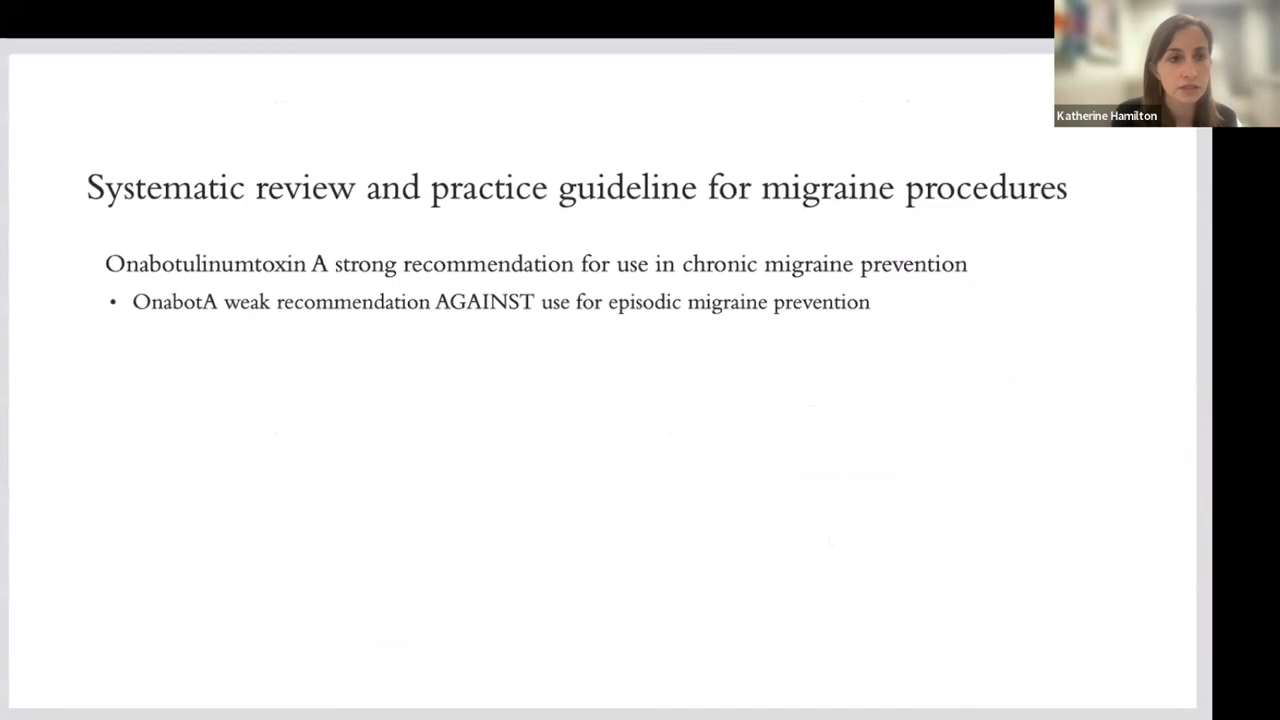 Katherine Hamilton
Systematic review and practice guideline for migraine procedures
Onabotulinumtoxin A strong recommendation for use in chronic migraine prevention
• OnabotA weak recommendation AGAINST use for episodic migraine prevention